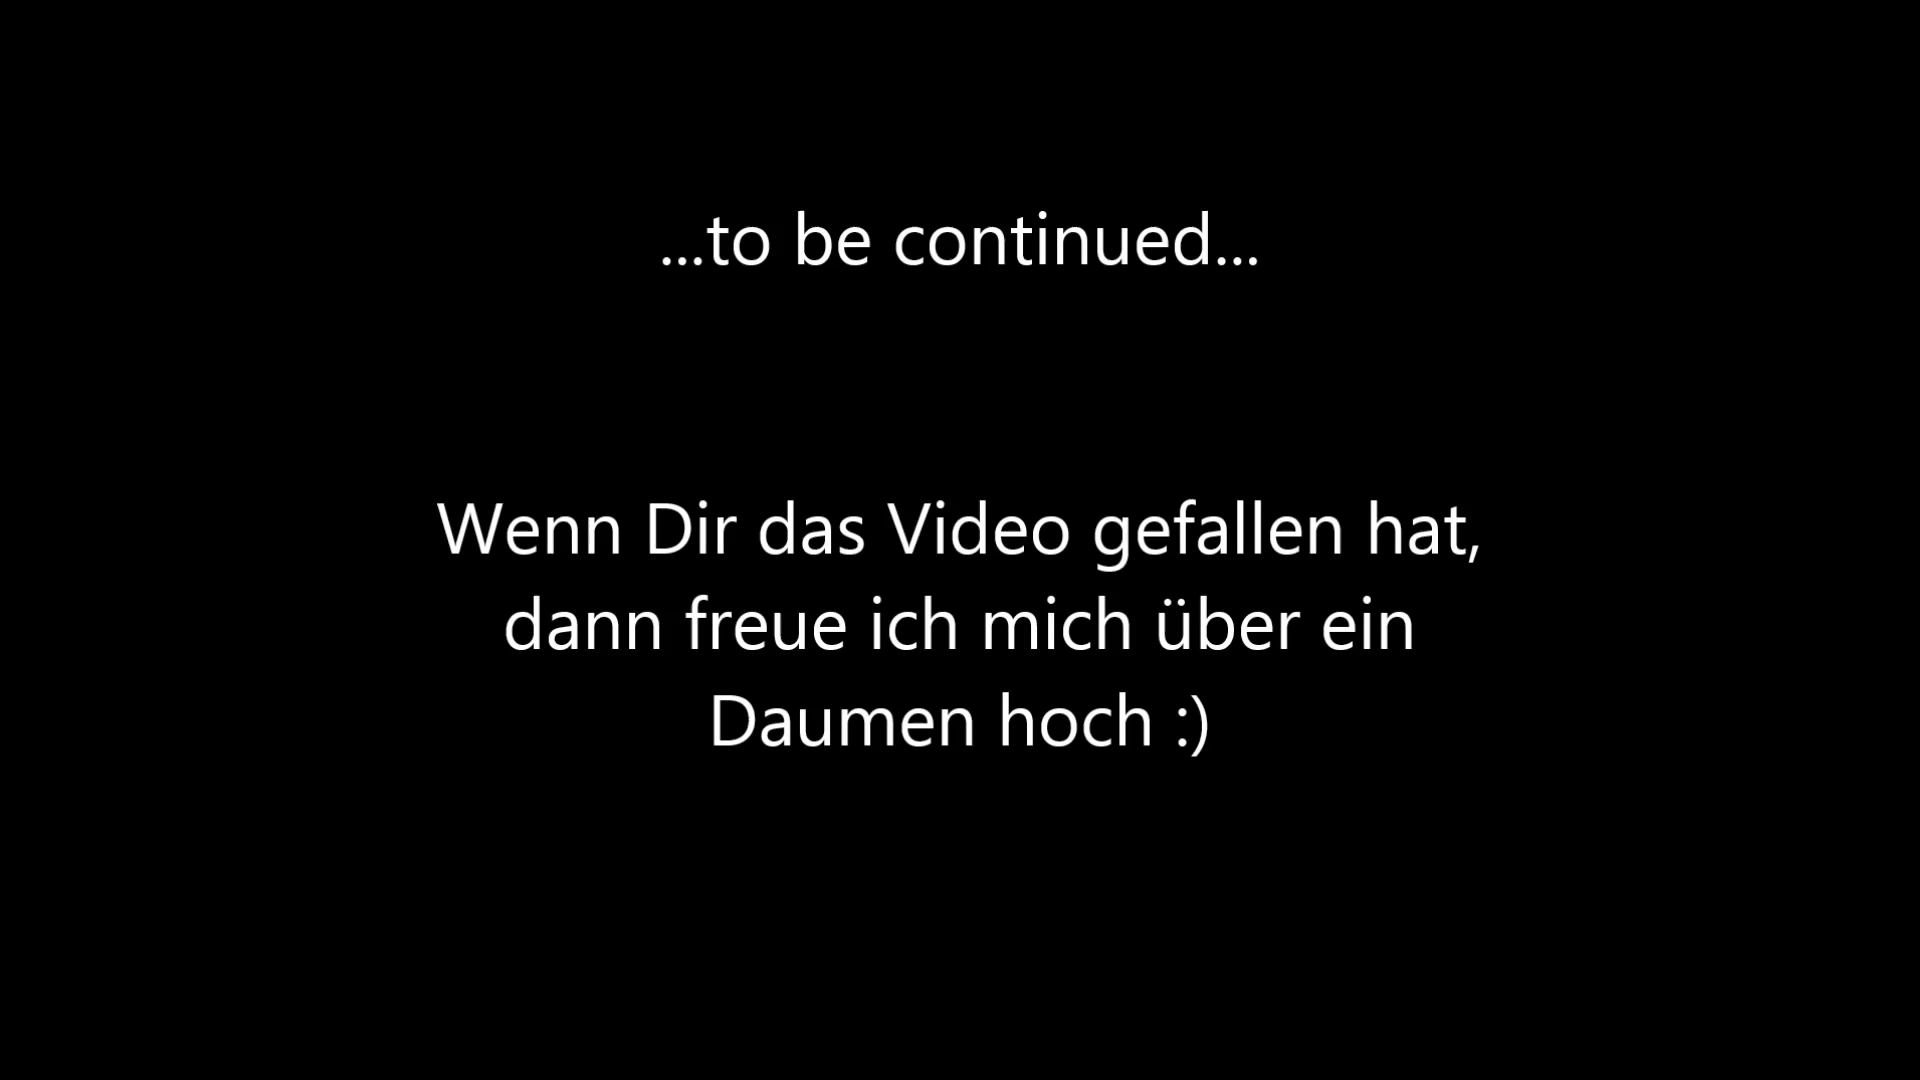 ...to be continued...
Wenn Dir das Video gefallen hat,
dann freue ich mich über ein
Daumen hoch :)